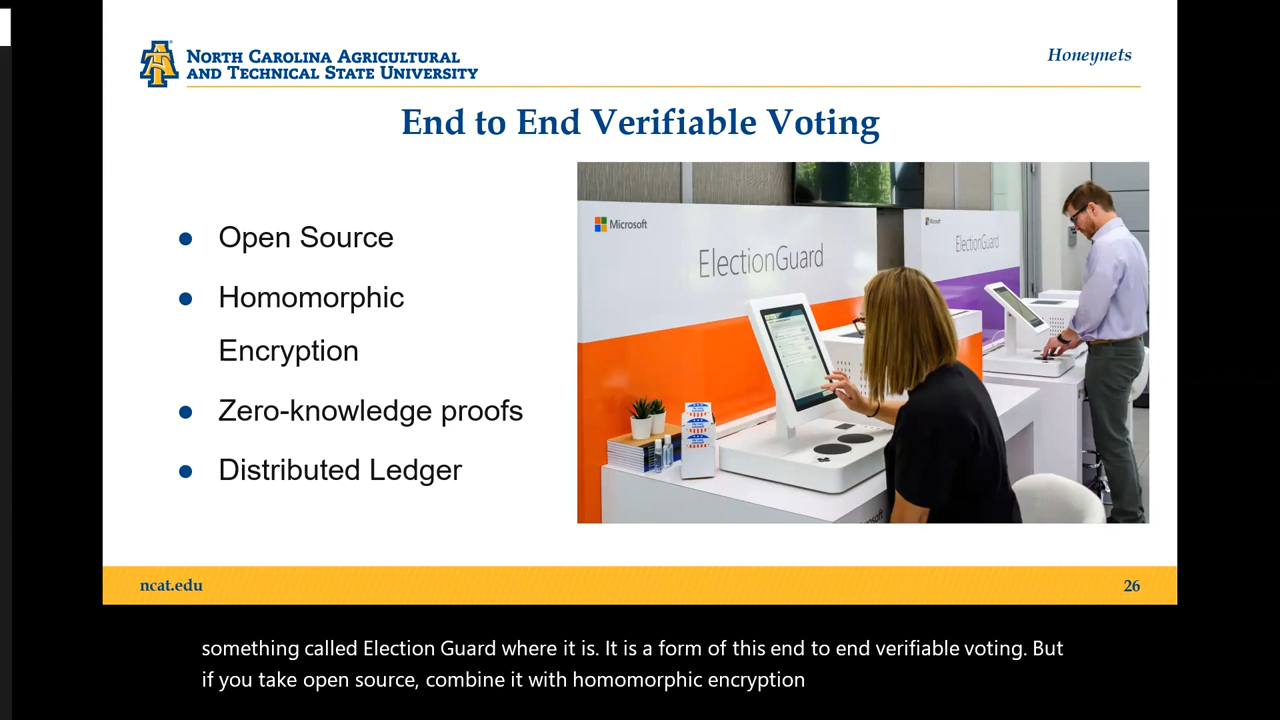 NORTH CAROLINA AGRICULTURAL
AND TECHNICAL STATE UNIVERSITY
Honeynets
End to End Verifiable Voting
● Open Source
● Homomorphic
Encryption
● Zero-knowledge proofs
● Distributed Ledger
Microsoft
ElectionGuard
Microsoft
ElectionGuard
ncat.edu
26
something called Election Guard where it is. It is a form of this end to end verifiable voting. But
if you take open source, combine it with homomorphic encryption